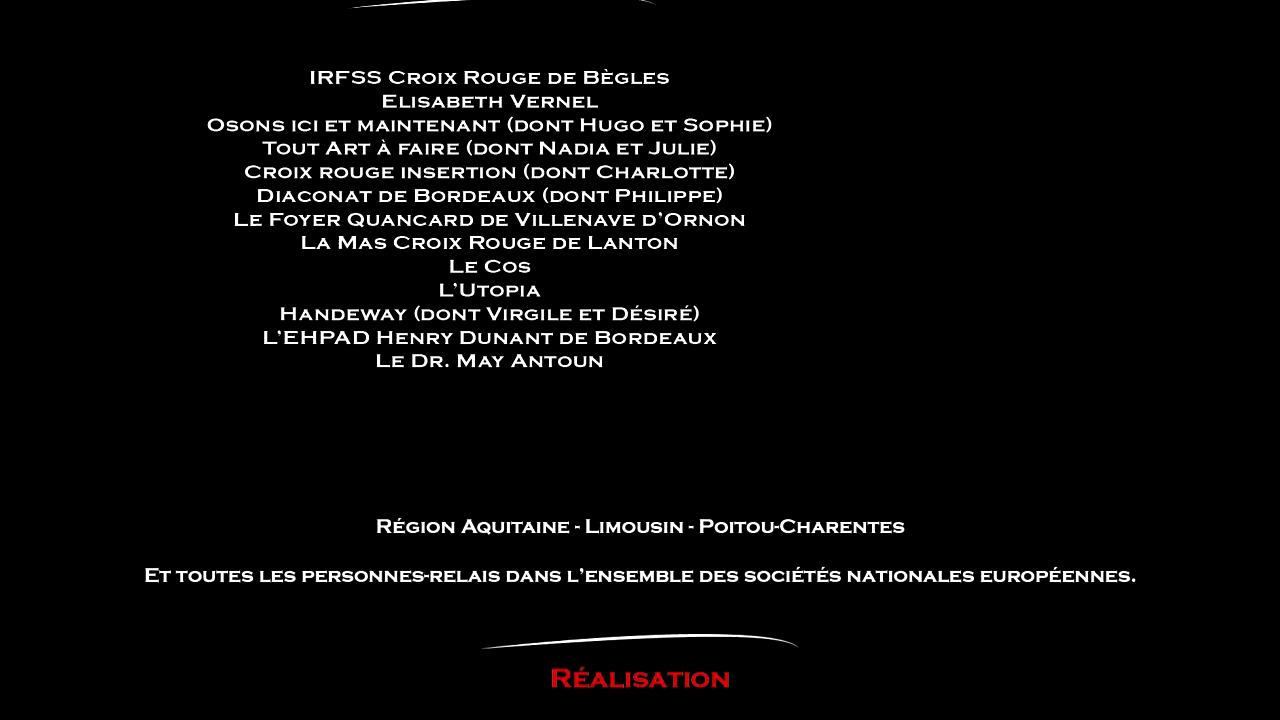 IRFSS Croix Rouge de Bègles
Elisabeth Vernel
Osons ici et maintenant (dont Hugo et Sophie)
Tout Art à faire (dont Nadia et Julie)
Croix rouge insertion (dont Charlotte)
Diaconat de Bordeaux (dont Philippe)
Le Foyer Quancard de Villenave d'Ornon
La Mas Croix Rouge de Lanton
Le Cos
L'Utopia
Handeway (dont Virgile et Désiré)
L'EHPAD Henry Dunant de Bordeaux
Le Dr. May Antoun
Région Aquitaine - Limousin - Poitou-Charentes
Et toutes les personnes-relais dans l'ensemble des sociétés nationales européennes.
Réalisation